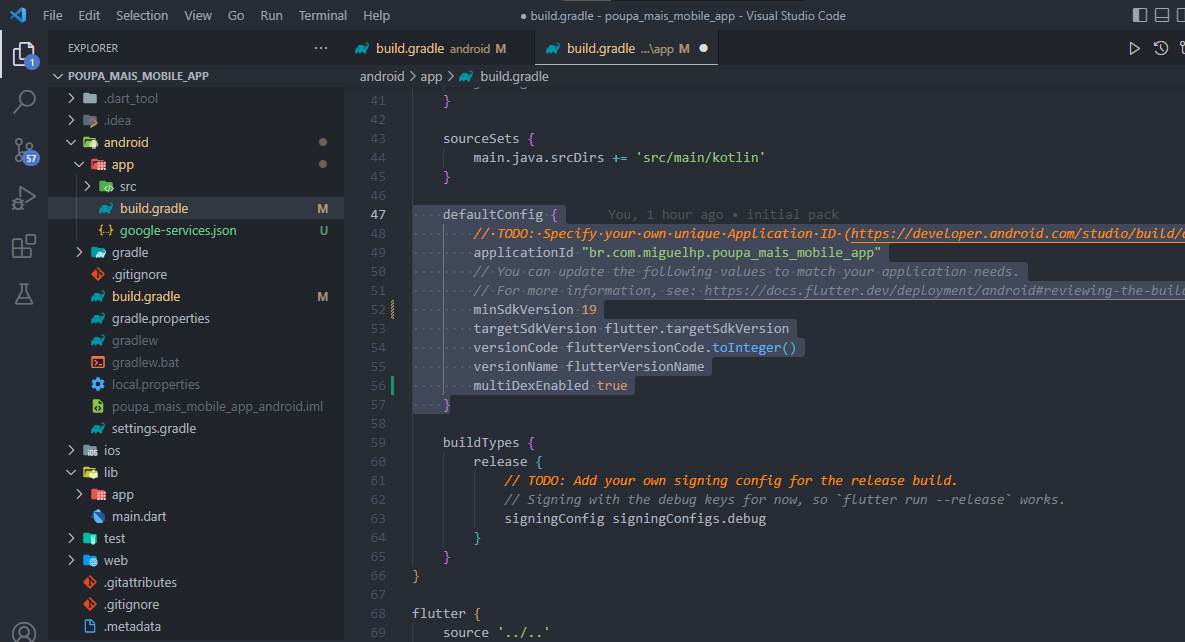 File Edit Selection View Go Run Terminal Help
● build.gradle - poupa_mais_mobile_app - Visual Studio Code
EXPLORER
build.gradle android M
build.gradle ...\app M
POUPA_MAIS_MOBILE_APP
android > app > build.gradle
1
57
.dart_tool
.idea
android
app
src
build.gradle M
google-services.json U
gradle
.gitignore
build.gradle M
gradle.properties
gradlew
gradlew.bat
local.properties
poupa_mais_mobile_app_android.iml
settings.gradle
ios
lib
app
main.dart
test
web
.gitattributes
.gitignore
.metadata
41 }
42
43 sourceSets {
44 main.java.srcDirs += 'src/main/kotlin'
45 }
46
47 defaultConfig { You, 1 hour ago • initial pack
48 // TODO: Specify your own unique Application ID (https://developer.android.com/studio/build/
49 applicationId "br.com.miguelhp.poupa_mais_mobile_app"
50 // You can update the following values to match your application needs.
51 // For more information, see: https://docs.flutter.dev/deployment/android#reviewing-the-buil
52 minSdkVersion 19
53 targetSdkVersion flutter.targetSdkVersion
54 versionCode flutterVersionCode.toInteger()
55 versionName flutterVersionName
56 multiDexEnabled true
57 }
58
59 buildTypes {
60 release {
61 // TODO: Add your own signing config for the release build.
62 // Signing with the debug keys for now, so `flutter run --release` works.
63 signingConfig signingConfigs.debug
64 }
65 }
66 }
67
68 flutter {
69 source '../..'